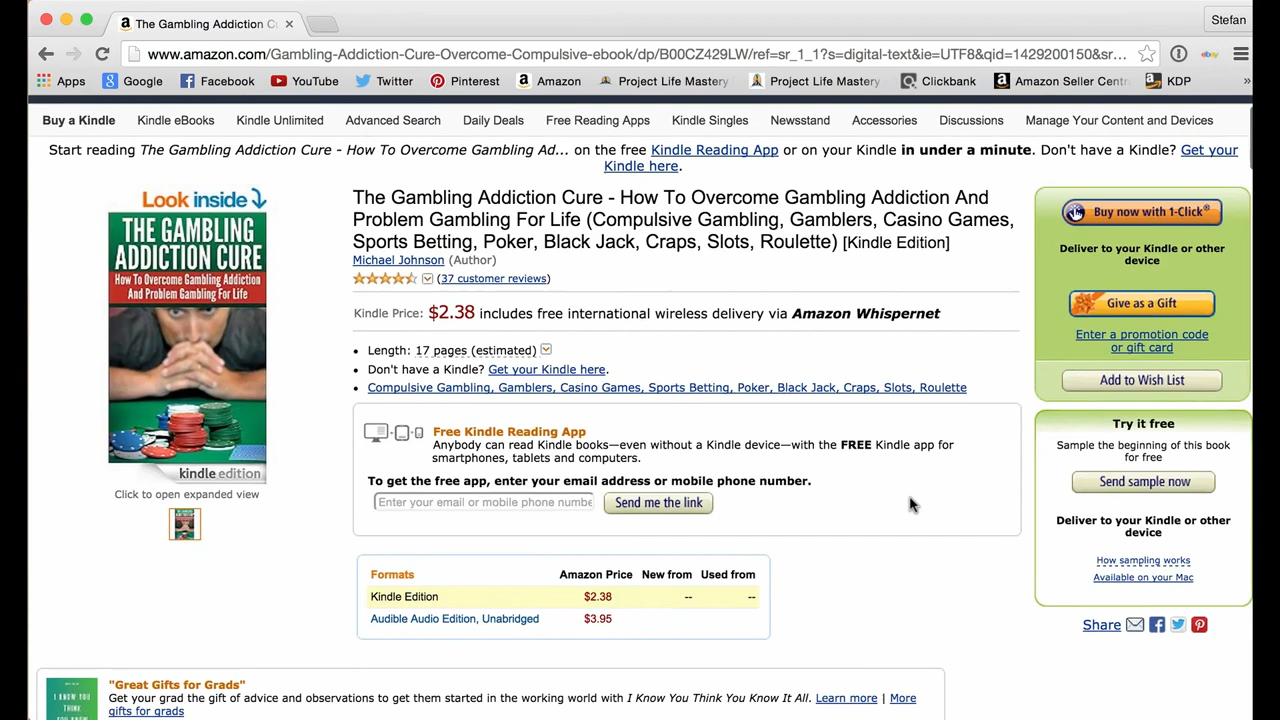 The Gambling Addiction C
Stefan
www.amazon.com/Gambling-Addiction-Cure-Overcome-Compulsive-ebook/dp/B00CZ429LW/ref=sr_1_1?s=digital-text&ie=UTF8&qid=1429200150&sr...
Apps Google Facebook YouTube Twitter Pinterest Amazon Project Life Mastery Project Life Mastery Clickbank Amazon Seller Centr KDP »
Buy a Kindle Kindle eBooks Kindle Unlimited Advanced Search Daily Deals Free Reading Apps Kindle Singles Newsstand Accessories Discussions Manage Your Content and Devices
Start reading The Gambling Addiction Cure - How To Overcome Gambling Ad... on the free Kindle Reading App or on your Kindle in under a minute. Don't have a Kindle? Get your
Kindle here.
Look inside
THE GAMBLING
ADDICTION CURE
How To Overcome Gambling Addiction
And Problem Gambling For Life
kindle edition
Click to open expanded view
The Gambling Addiction Cure - How To Overcome Gambling Addiction And
Problem Gambling For Life (Compulsive Gambling, Gamblers, Casino Games,
Sports Betting, Poker, Black Jack, Craps, Slots, Roulette) [Kindle Edition]
Michael Johnson (Author)
(37 customer reviews)
Kindle Price: $2.38 includes free international wireless delivery via Amazon Whispernet
• Length: 17 pages (estimated)
• Don't have a Kindle? Get your Kindle here.
• Compulsive Gambling, Gamblers, Casino Games, Sports Betting, Poker, Black Jack, Craps, Slots, Roulette
Free Kindle Reading App
Anybody can read Kindle books—even without a Kindle device—with the FREE Kindle app for
smartphones, tablets and computers.
To get the free app, enter your email address or mobile phone number.
Enter your email or mobile phone numbe
Send me the link
Formats Amazon Price New from Used from
Kindle Edition $2.38 -- --
Audible Audio Edition, Unabridged $3.95
Buy now with 1-Click®
Deliver to your Kindle or other
device
Give as a Gift
Enter a promotion code
or gift card
Add to Wish List
Try it free
Sample the beginning of this book
for free
Send sample now
Deliver to your Kindle or other
device
How sampling works
Available on your Mac
Share
I KNOW YOU
THINK
YOU KNOW
"Great Gifts for Grads"
Get your grad the gift of advice and observations to get them started in the working world with I Know You Think You Know It All. Learn more | More
gifts for grads